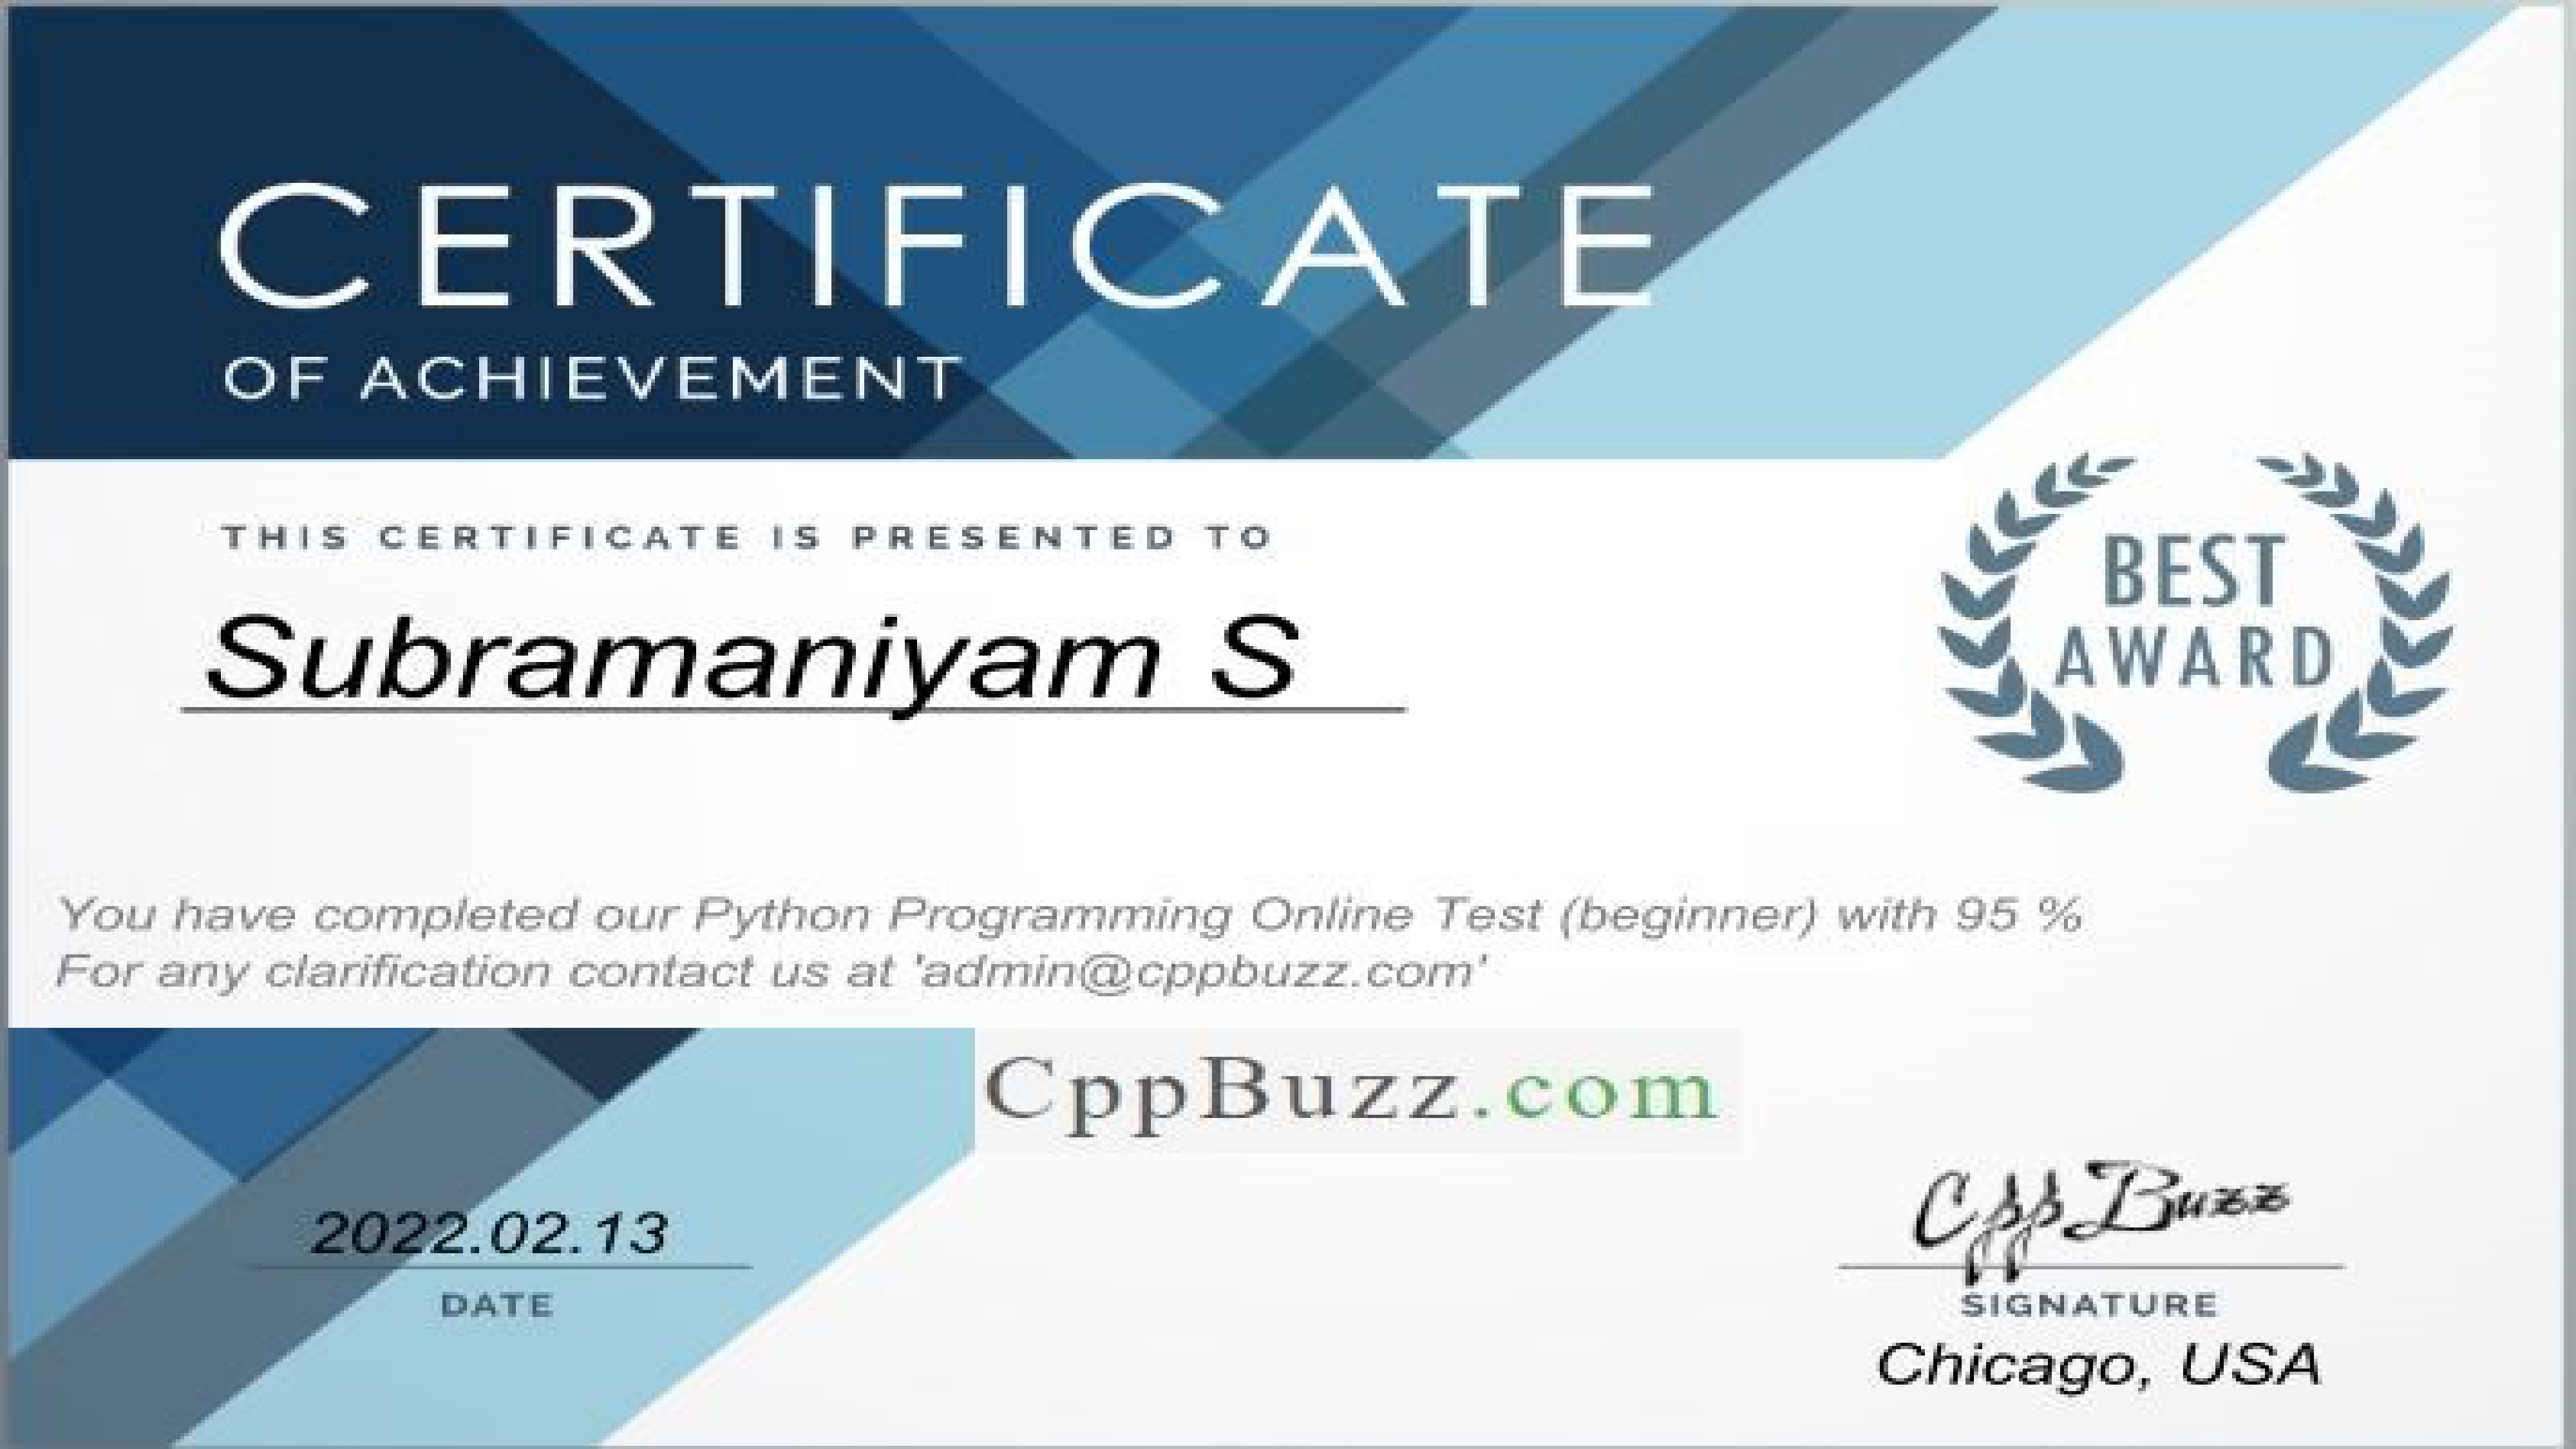 CERTIFICATE
OF ACHIEVEMENT
THIS CERTIFICATE IS PRESENTED TO
Subramaniyam S
BEST
AWARD
You have completed our Python Programming Online Test (beginner) with 95 %
For any clarification contact us at 'admin@cppbuzz.com'
CppBuzz.com
2022.02.13
DATE
Cpp Buzz
SIGNATURE
Chicago, USA